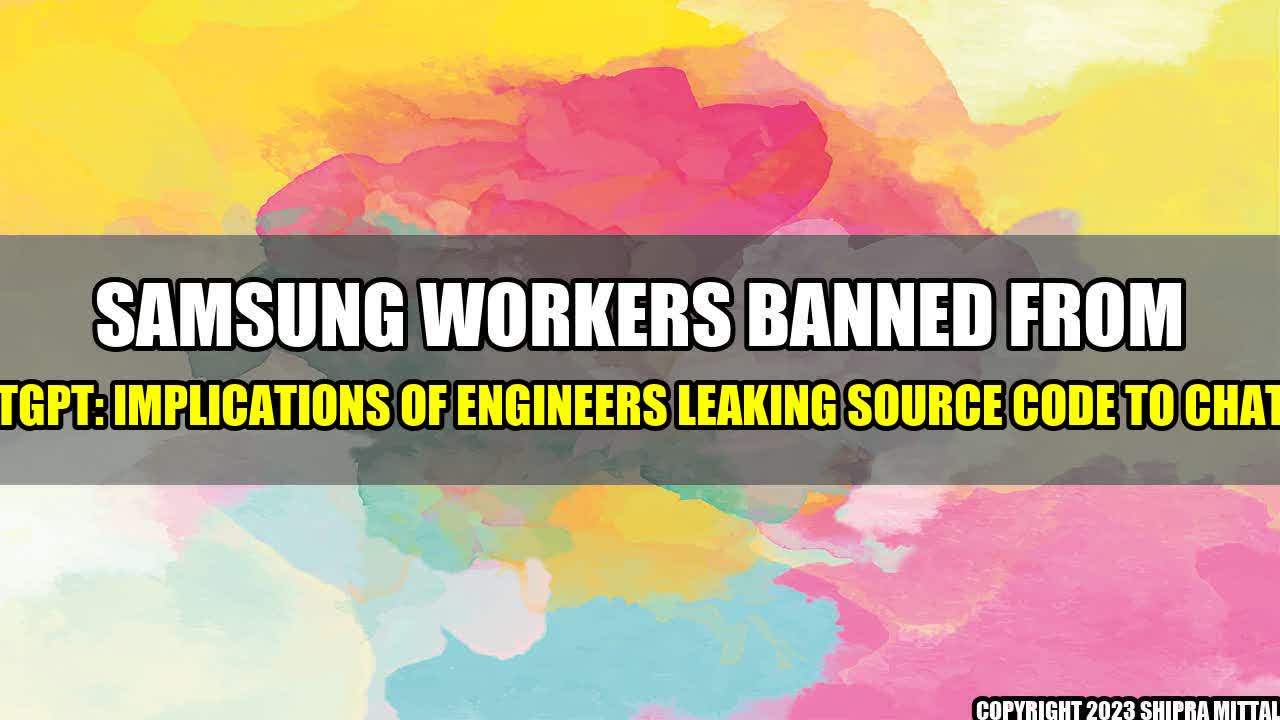 SAMSUNG WORKERS BANNED FROM
TGPT: IMPLICATIONS OF ENGINEERS LEAKING SOURCE CODE TO CHAT
COPYRIGHT 2023 SHIPRA MITTAL